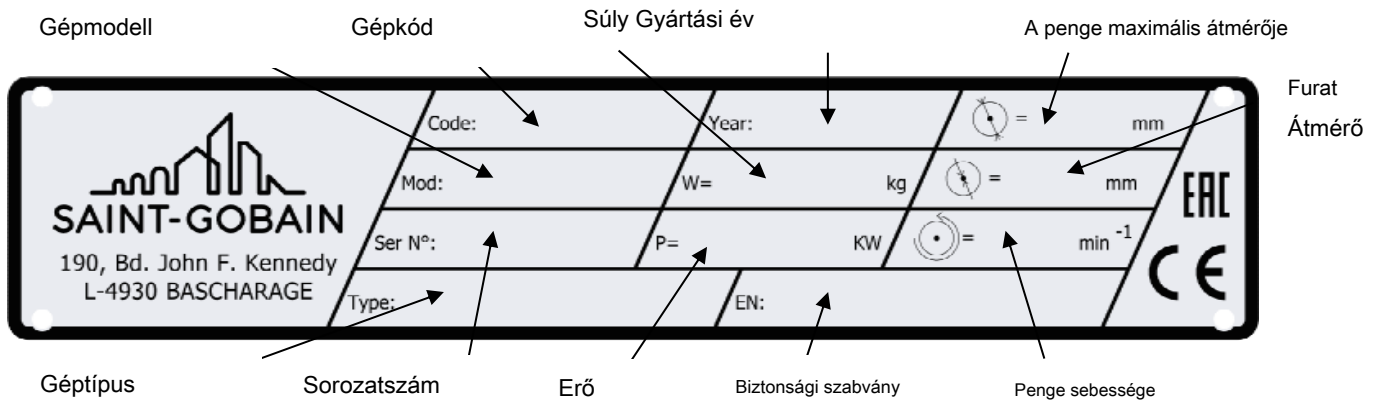 Gépmodell
Gépkód
Súly Gyártási év
A penge maximális átmérője
Furat
Átmérő
Code:
Year:
= mm
Mod:
W= kg
= mm
Ser N°:
P= KW
= min -1
Type:
EN:
SAINT-GOBAIN
190, Bd. John F. Kennedy
L-4930 BASCHARAGE
EAC
CE
Géptípus
Sorozatszám
Erő
Biztonsági szabvány
Penge sebessége